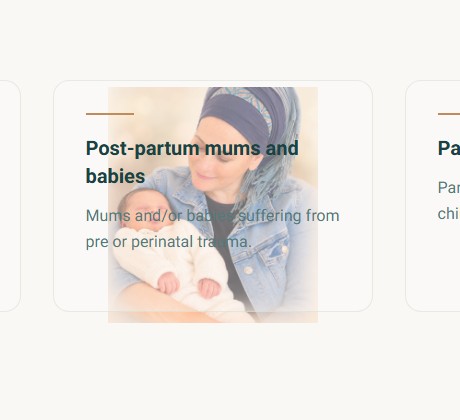 Post-partum mums and
babies
Mums and/or babies suffering from
pre or perinatal trauma.
Pa
Par
chi